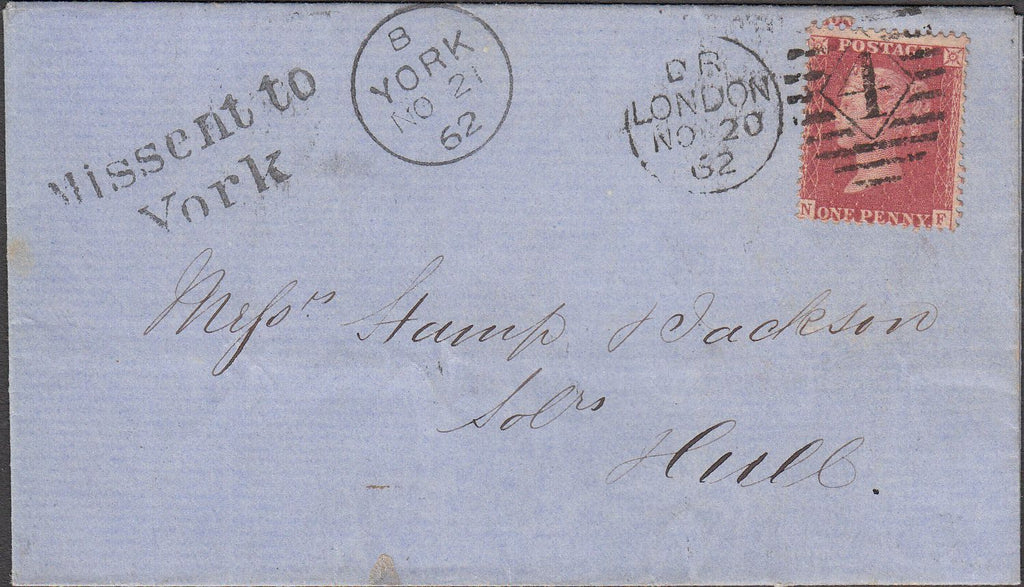 Missent to
York
B
YORK
NO 21
62
LONDON
NO 20
62
4
POSTAGE
N ONE PENNY F
Messrs Stamp & Jackson
Solrs
Hull.